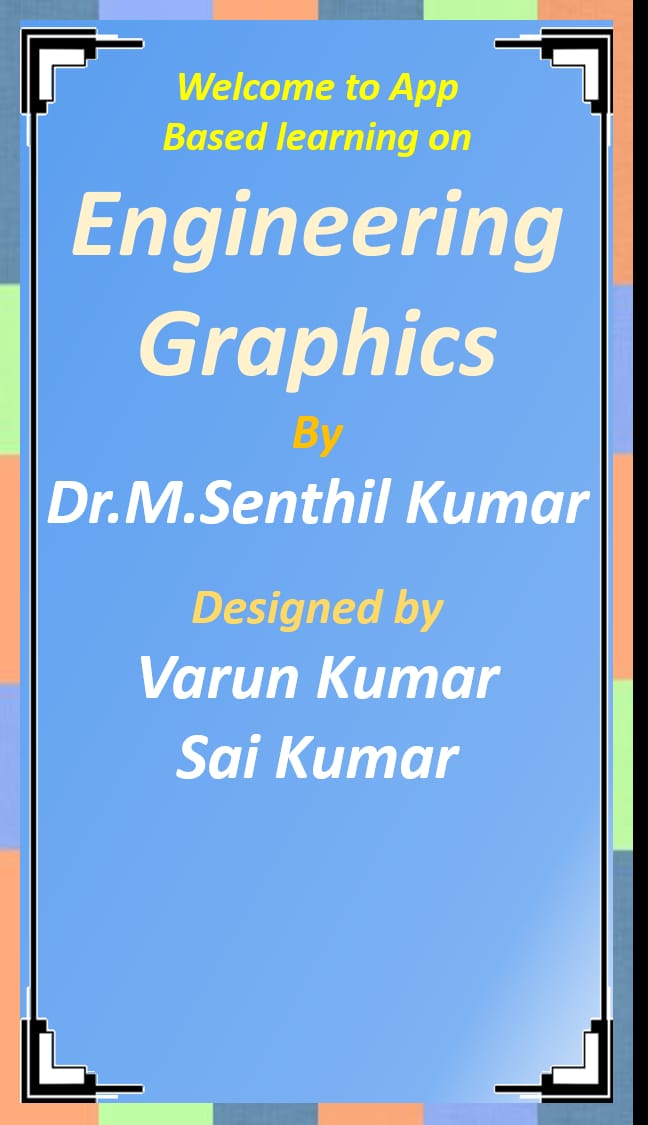 Welcome to App
Based learning on
Engineering
Graphics
By
Dr.M.Senthil Kumar
Designed by
Varun Kumar
Sai Kumar